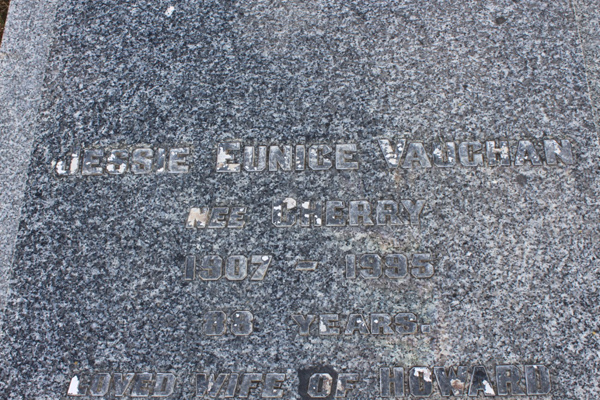 JESSIE EUNICE VAUGHAN
NEE CHERRY
1907 - 1995
88 YEARS.
LOVED WIFE OF HOWARD